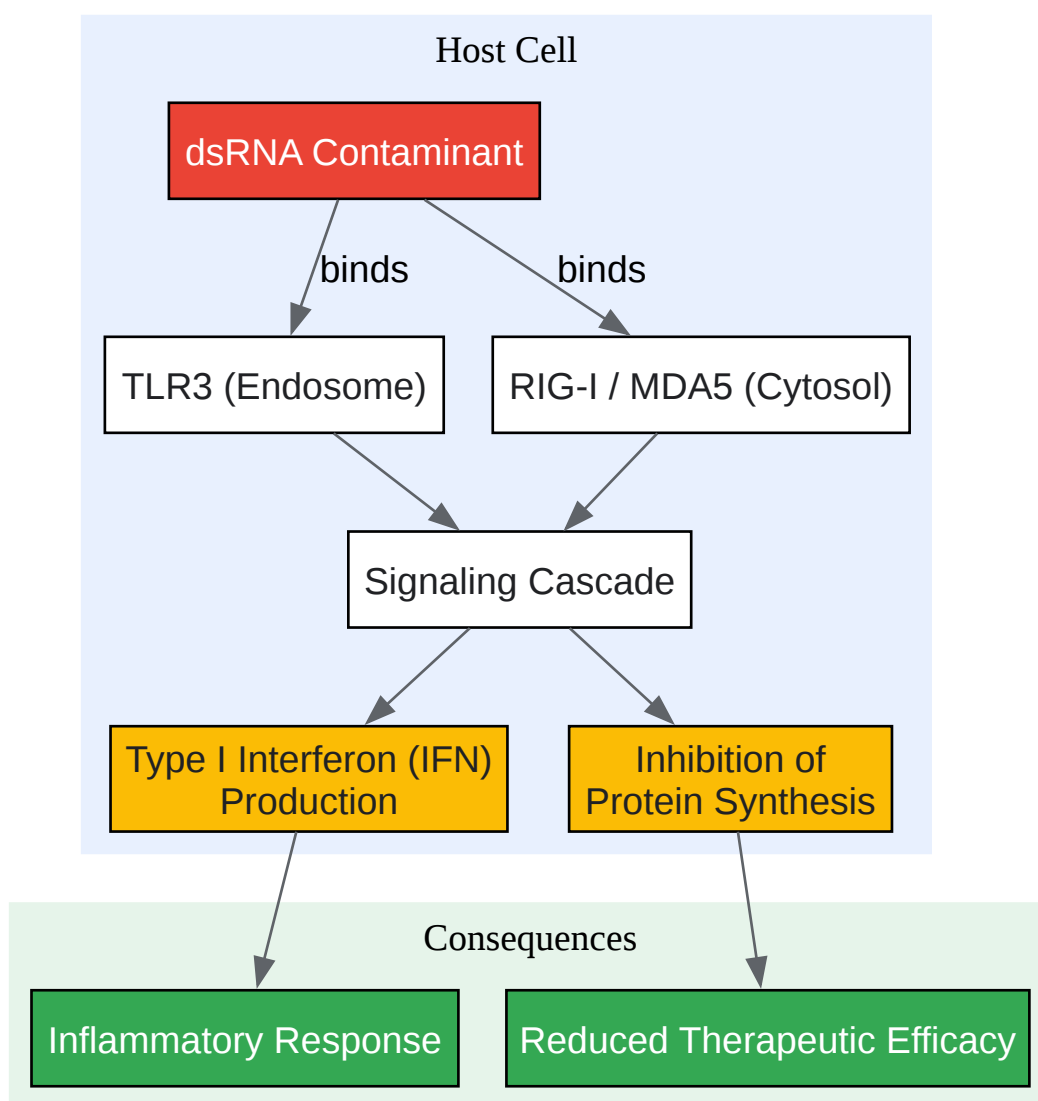 Host Cell
dsRNA Contaminant
binds
binds
TLR3 (Endosome)
RIG-I / MDA5 (Cytosol)
Signaling Cascade
Type I Interferon (IFN)
Production
Inhibition of
Protein Synthesis
Consequences
Inflammatory Response
Reduced Therapeutic Efficacy